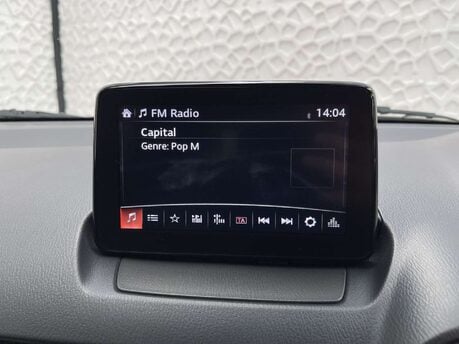 FM Radio 14:04
Capital
Genre: Pop M
TA